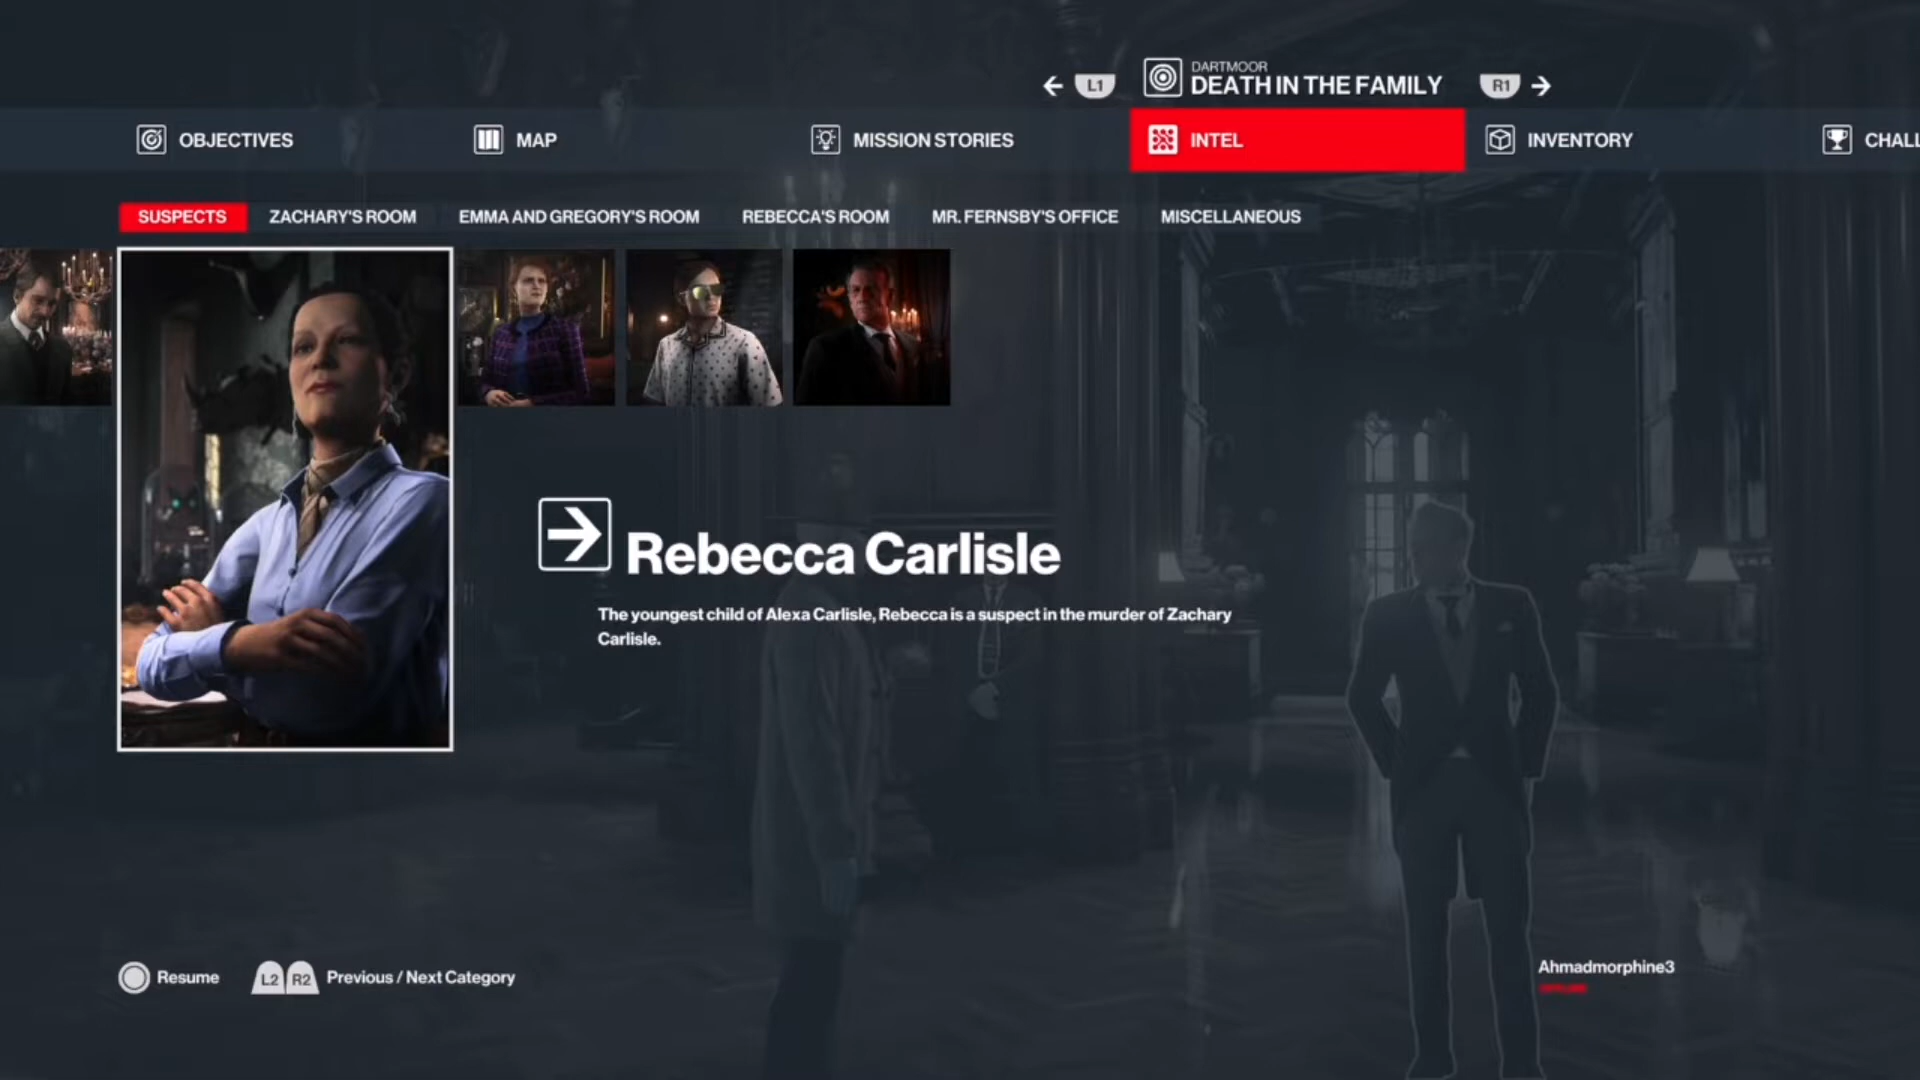 DARTMOOR
L1 DEATH IN THE FAMILY R1
OBJECTIVES MAP MISSION STORIES INTEL INVENTORY CHALL
SUSPECTS ZACHARY'S ROOM EMMA AND GREGORY'S ROOM REBECCA'S ROOM MR. FERNSBY'S OFFICE MISCELLANEOUS
Rebecca Carlisle
The youngest child of Alexa Carlisle, Rebecca is a suspect in the murder of Zachary
Carlisle.
Ahmadmorphine3
Resume L2 R2 Previous / Next Category